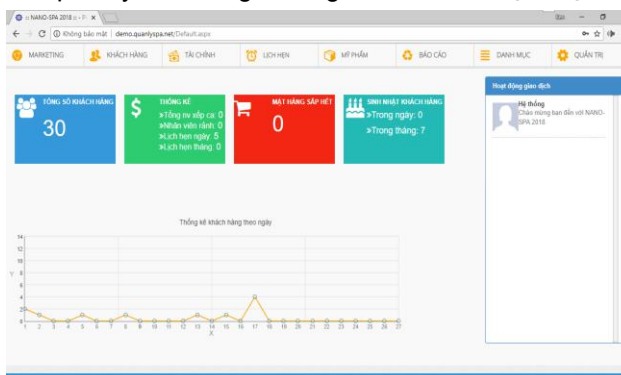 :: NANO-SPA 2018 ::
Không bảo mật | demo.quanlyspa.net/Default.aspx
MARKETING KHÁCH HÀNG TÀI CHÍNH LỊCH HẸN MĨ PHẨM BÁO CÁO DANH MỤC QUẢN TRỊ
TỔNG SỐ KHÁCH HÀNG
30
THỐNG KÊ
»Tổng nv xếp ca: 0
»Nhân viên rảnh: 0
»Lịch hẹn ngày: 5
»Lịch hẹn tháng: 0
MẶT HÀNG SẮP HẾT
0
SINH NHẬT KHÁCH HÀNG
»Trong ngày: 0
»Trong tháng: 7
Hoạt động giao dịch
Hệ thống
Chào mừng bạn đến với NANO-
SPA 2018
Thống kê khách hàng theo ngày
14
12
10
Y 8
6
4
2
0
1 2 3 4 5 6 7 8 9 10 11 12 13 14 15 16 17 18 19 20 21 22 23 24 25 26 27
X